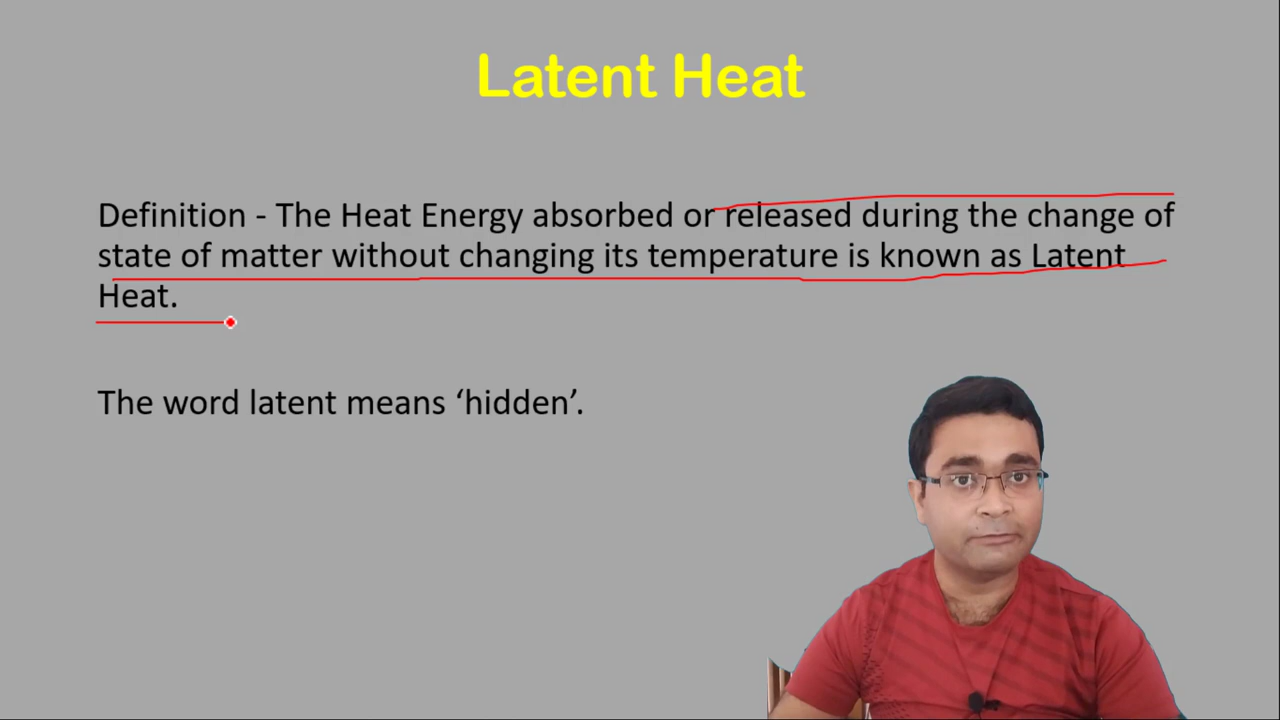 Latent Heat
Definition - The Heat Energy absorbed or released during the change of
state of matter without changing its temperature is known as Latent
Heat.
The word latent means ‘hidden’.